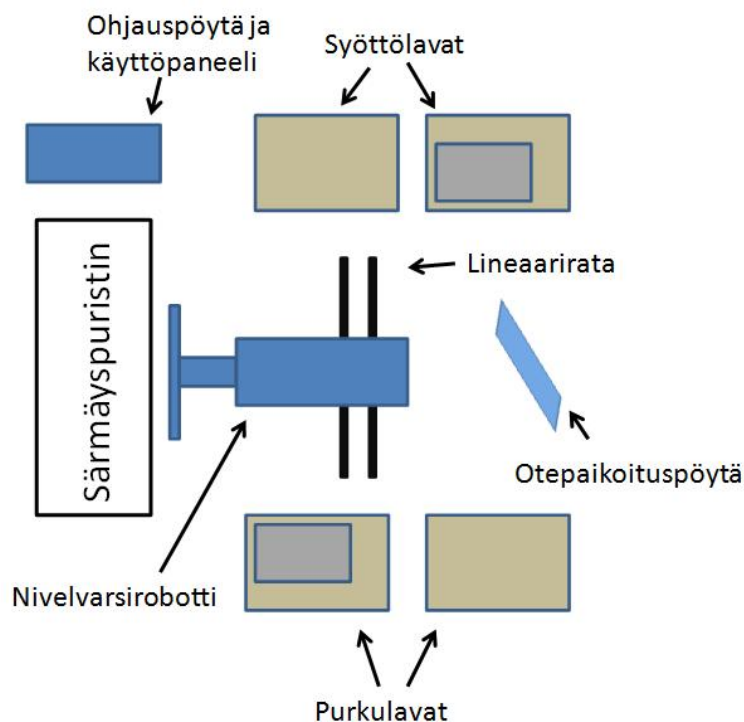 Ohjauspöytä ja
käyttöpaneeli
Syöttölavat
Särmäyspuristin
Lineaarirata
Otepaikoituspöytä
Nivelvarsirobotti
Purkulavat